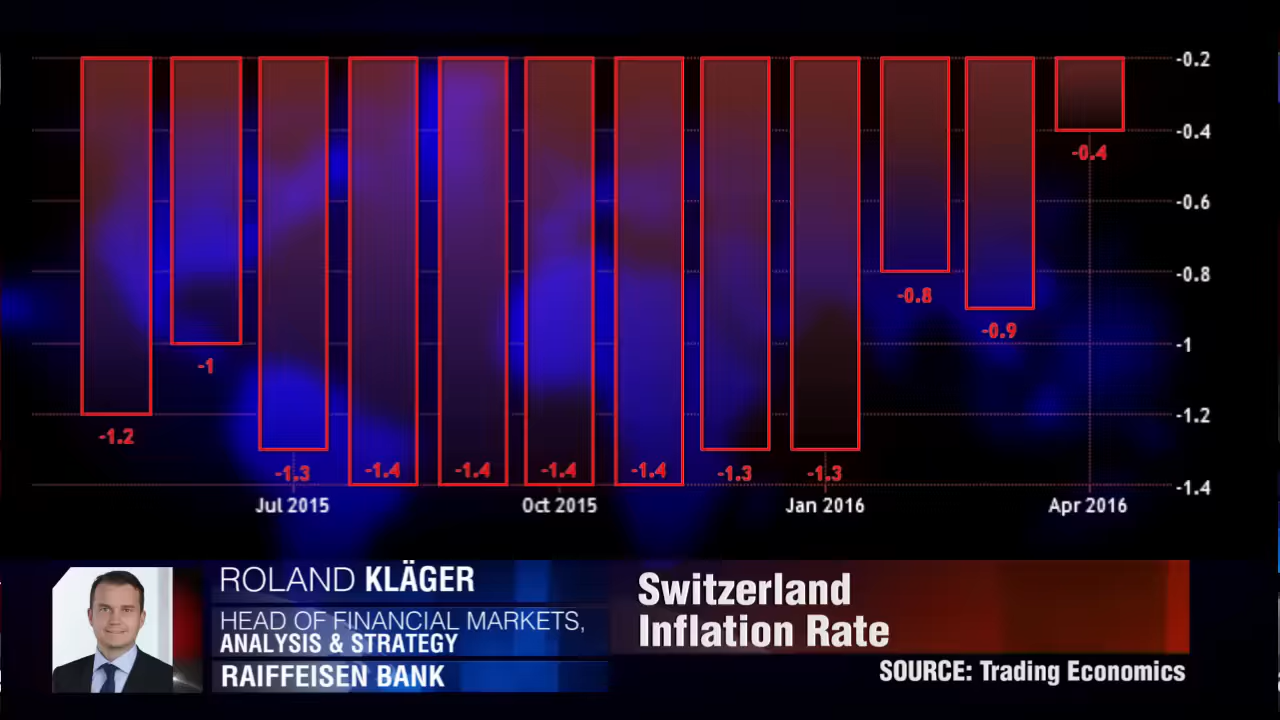 -0.2
-0.4
-0.6
-0.8
-1
-1.2
-1.4
-1.2
-1
-1.3
-1.4
-1.4
-1.4
-1.4
-1.3
-1.3
-0.8
-0.9
-0.4
Jul 2015
Oct 2015
Jan 2016
Apr 2016
ROLAND KLÄGER
HEAD OF FINANCIAL MARKETS,
ANALYSIS & STRATEGY
RAIFFEISEN BANK
Switzerland
Inflation Rate
SOURCE: Trading Economics